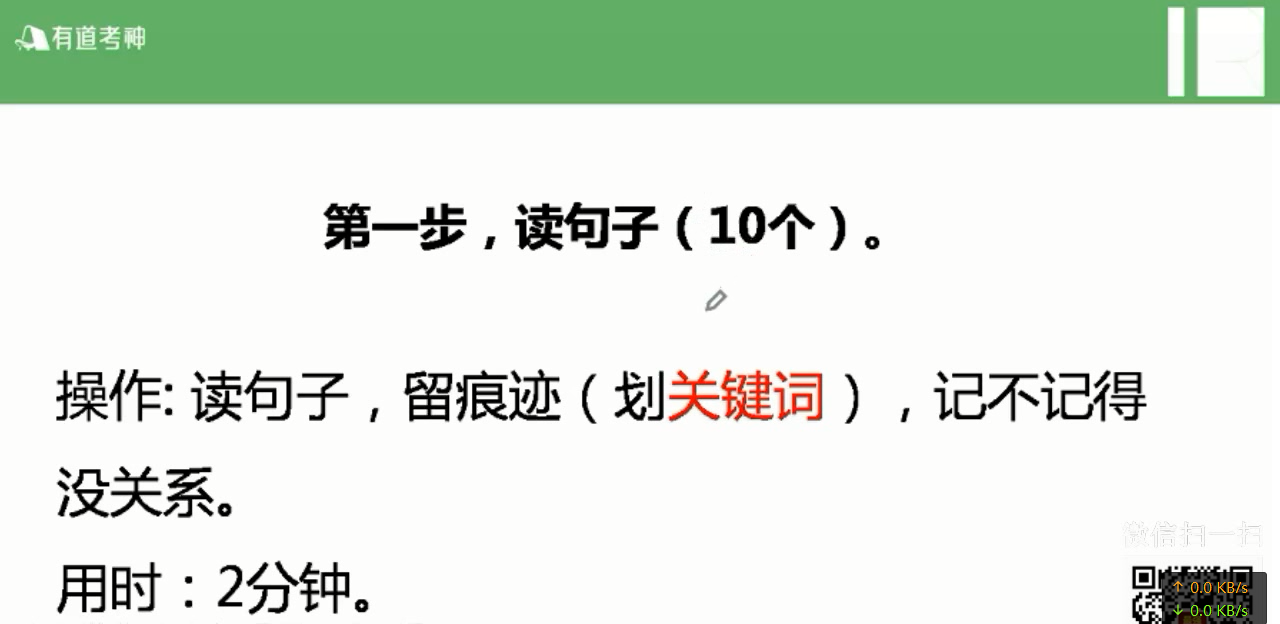 有道考神
第一步，读句子（10个）。
操作: 读句子，留痕迹（划关键词），记不记得
没关系。
用时：2分钟。
微信扫一扫
↑ 0.0 KB/s
↓ 0.0 KB/s